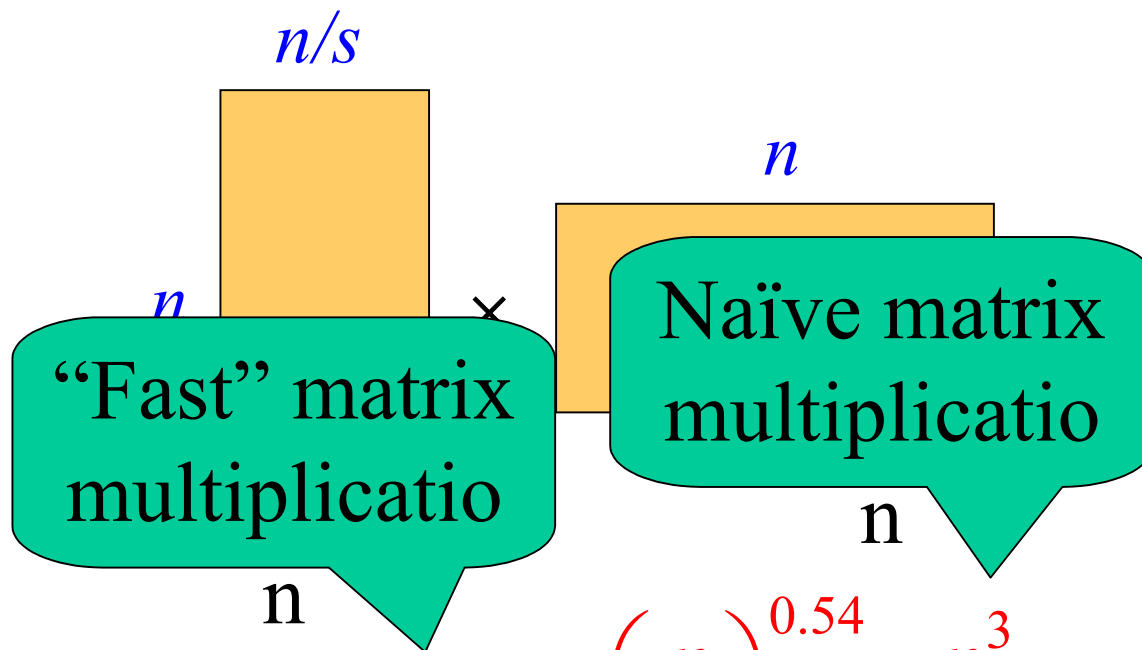 n/s
n
n
×
Naïve matrix
multiplicatio
n
“Fast” matrix
multiplicatio
n
0.54
3